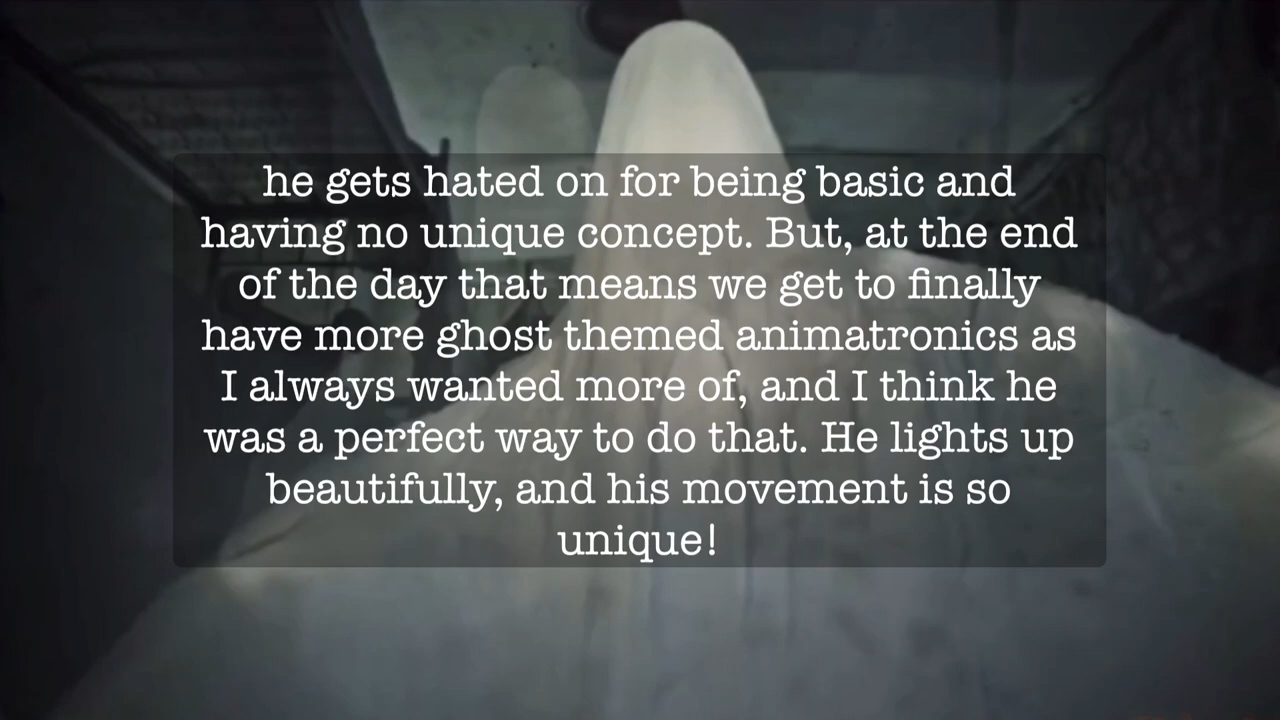 he gets hated on for being basic and
having no unique concept. But, at the end
of the day that means we get to finally
have more ghost themed animatronics as
I always wanted more of, and I think he
was a perfect way to do that. He lights up
beautifully, and his movement is so
unique!